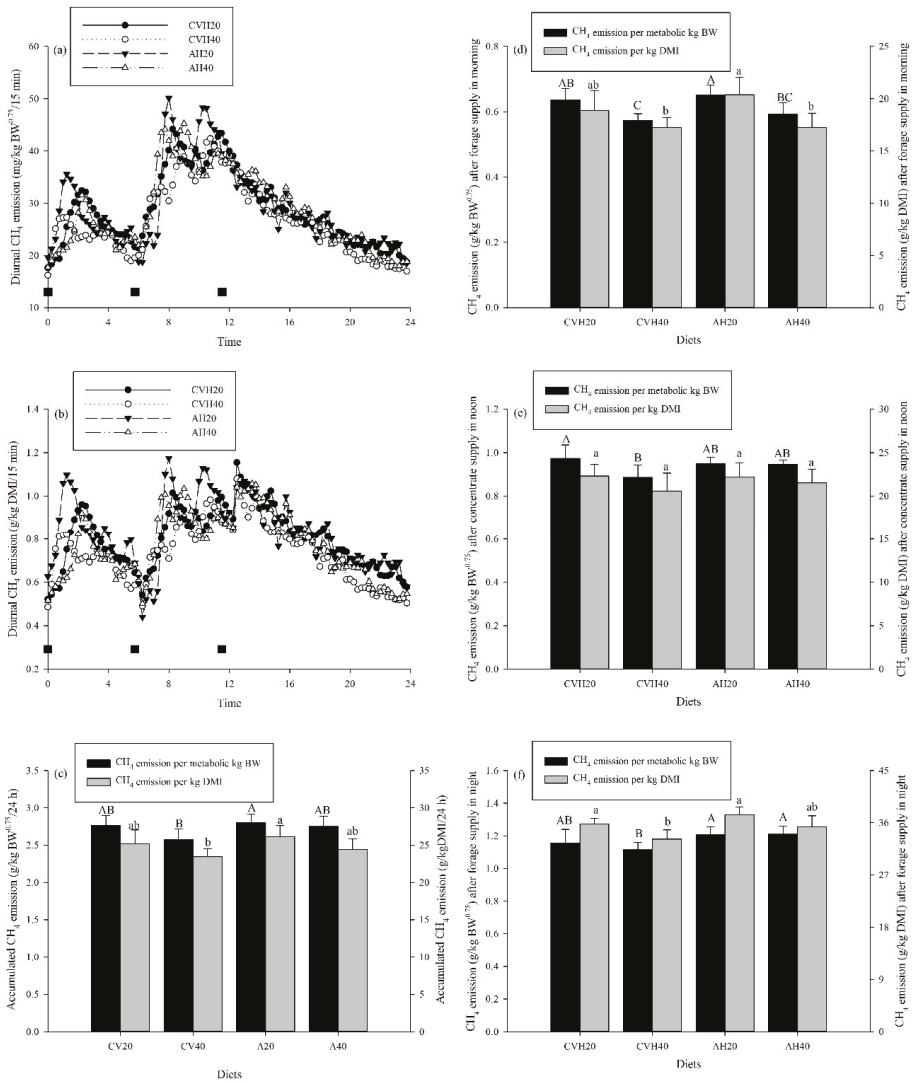 (a)
CVH20
CVH40
AH20
AH40
Diurnal CH4 emission (mg/kg BW^0.75/15 min)
60
50
40
30
20
10
0 4 8 12 16 20 24
Time
(b)
CVH20
CVH40
AH20
AH40
Diurnal CH4 emission (g/kg DMI/15 min)
1.4
1.2
1.0
0.8
0.6
0.4
0.2
0 4 8 12 16 20 24
Time
(c)
CH4 emission per metabolic kg BW
CH4 emission per kg DMI
Accumulated CH4 emission (g/kg BW^0.75/24 h)
3.5
3.0
2.5
2.0
1.5
1.0
0.5
0.0
AB ab B b A a AB ab
35
30
25
20
15
10
5
0
Accumulated CH4 emission (g/kgDMI/24 h)
CV20 CV40 A20 A40
Diets
(d)
CH4 emission per metabolic kg BW
CH4 emission per kg DMI
CH4 emission (g/kg BW^0.75) after forage supply in morning
0.8
0.6
0.6
0.2
0.0
AB ab C b A a BC b
25
20
15
10
5
0
CH4 emission (g/kg DMI) after forage supply in morning
CVH20 CVH40 AH20 AH40
Diets
(e)
CH4 emission per metabolic kg BW
CH4 emission per kg DMI
CH4 emission (g/kg BW^0.75) after concentrate supply in noon
1.2
1.0
0.8
0.6
0.4
0.2
0.0
A a B a AB a AB a
30
25
20
15
10
5
0
CH4 emission (g/kg DMI) after concentrate supply in noon
CVH20 CVH40 AH20 AH40
Diets
(f)
CH4 emission per metabolic kg BW
CH4 emission per kg DMI
CH4 emission (g/kg BW^0.75) after forage supply in night
1.6
1.4
1.2
1.0
0.8
0.6
0.4
0.2
0.0
AB a B b A a A ab
45
36
27
18
9
0
CH4 emission (g/kg DMI) after forage supply in night
CVH20 CVH40 AH20 AH40
Diets